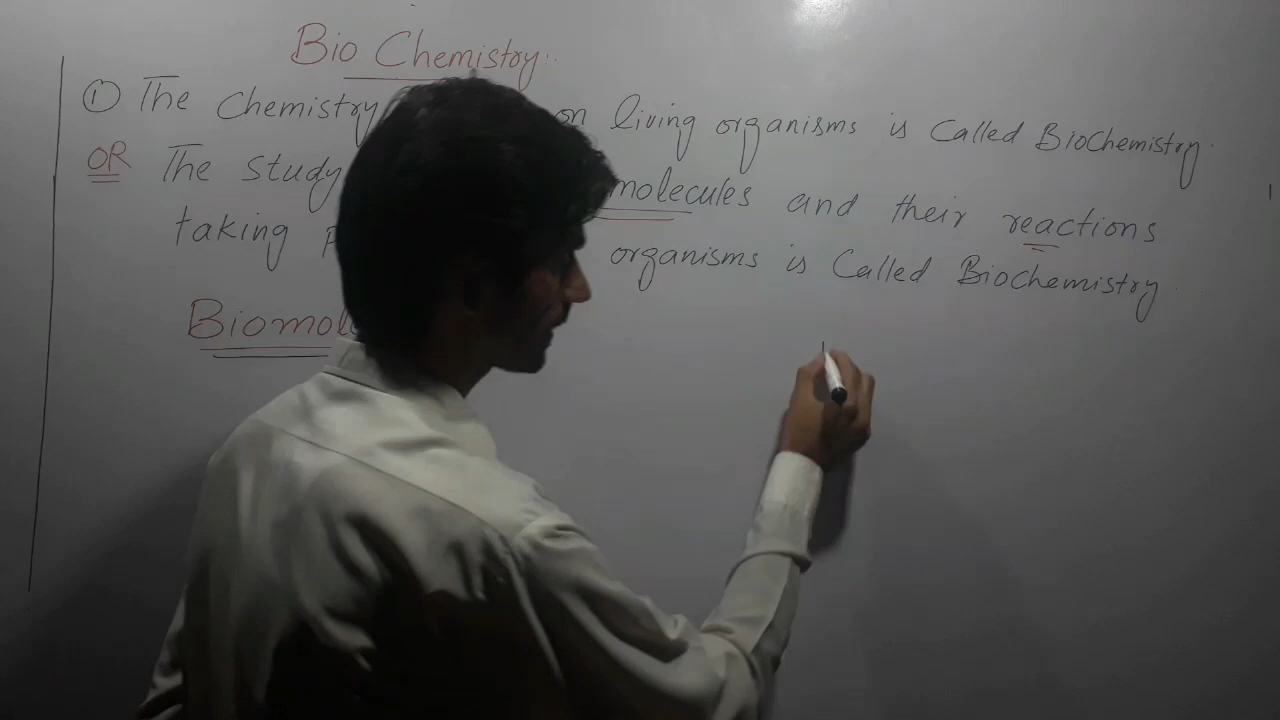 Bio Chemistry:
① The Chemistry on living organisms is Called BioChemistry.
OR The study molecules and their reactions
taking organisms is Called Biochemistry.
Biomol